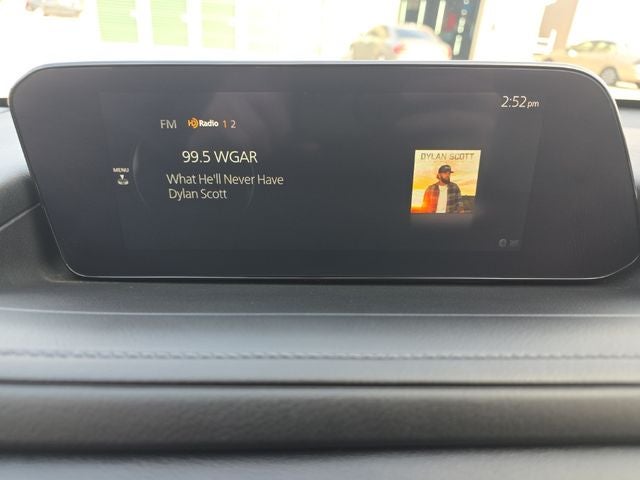 2:52 pm
FM HD Radio 1 2
99.5 WGAR
MENU
What He'll Never Have
Dylan Scott
DYLAN SCOTT